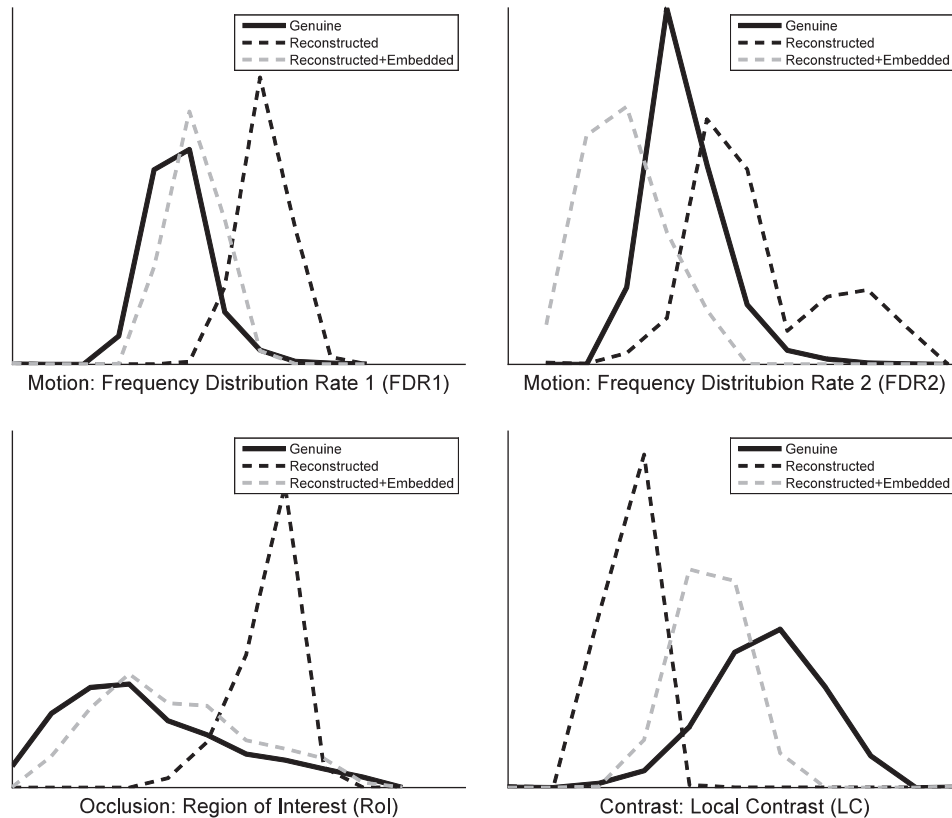 Genuine
Reconstructed
Reconstructed+Embedded
Motion: Frequency Distribution Rate 1 (FDR1)
Genuine
Reconstructed
Reconstructed+Embedded
Motion: Frequency Distritubion Rate 2 (FDR2)
Genuine
Reconstructed
Reconstructed+Embedded
Occlusion: Region of Interest (RoI)
Genuine
Reconstructed
Reconstructed+Embedded
Contrast: Local Contrast (LC)